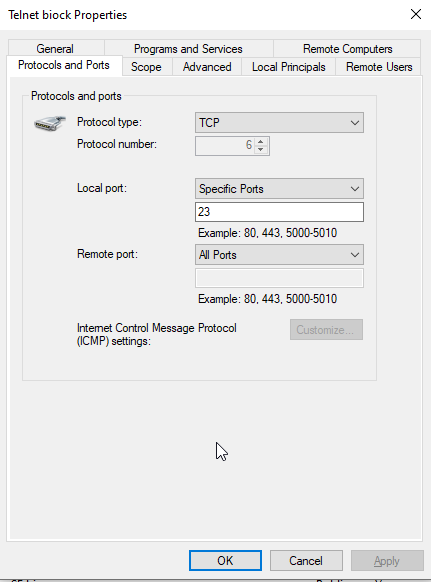 Telnet block Properties
General Programs and Services Remote Computers
Protocols and Ports Scope Advanced Local Principals Remote Users
Protocols and ports
Protocol type: TCP
Protocol number: 6
Local port: Specific Ports
23
Example: 80, 443, 5000-5010
Remote port: All Ports
Example: 80, 443, 5000-5010
Internet Control Message Protocol
(ICMP) settings: Customize...
OK Cancel Apply